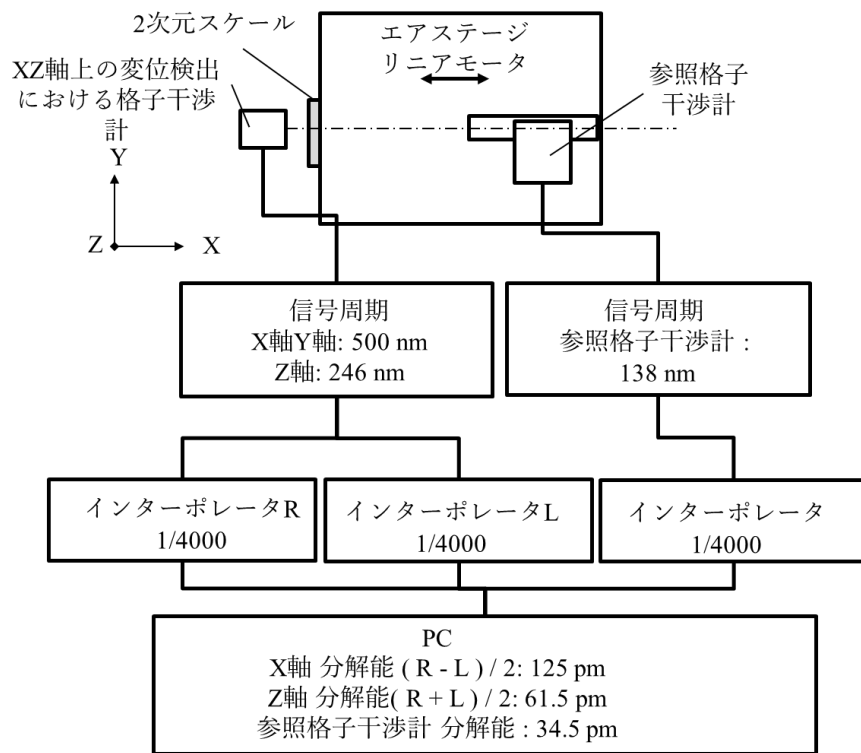 2次元スケール
エアステージ
リニアモータ
XZ軸上の変位検出
における格子干渉
計
参照格子
干渉計
Y
Z
X
信号周期
X軸Y軸: 500 nm
Z軸: 246 nm
信号周期
参照格子干渉計 :
138 nm
インターポレータR
1/4000
インターポレータL
1/4000
インターポレータ
1/4000
PC
X軸 分解能 ( R - L ) / 2: 125 pm
Z軸 分解能( R + L ) / 2: 61.5 pm
参照格子干渉計 分解能 : 34.5 pm